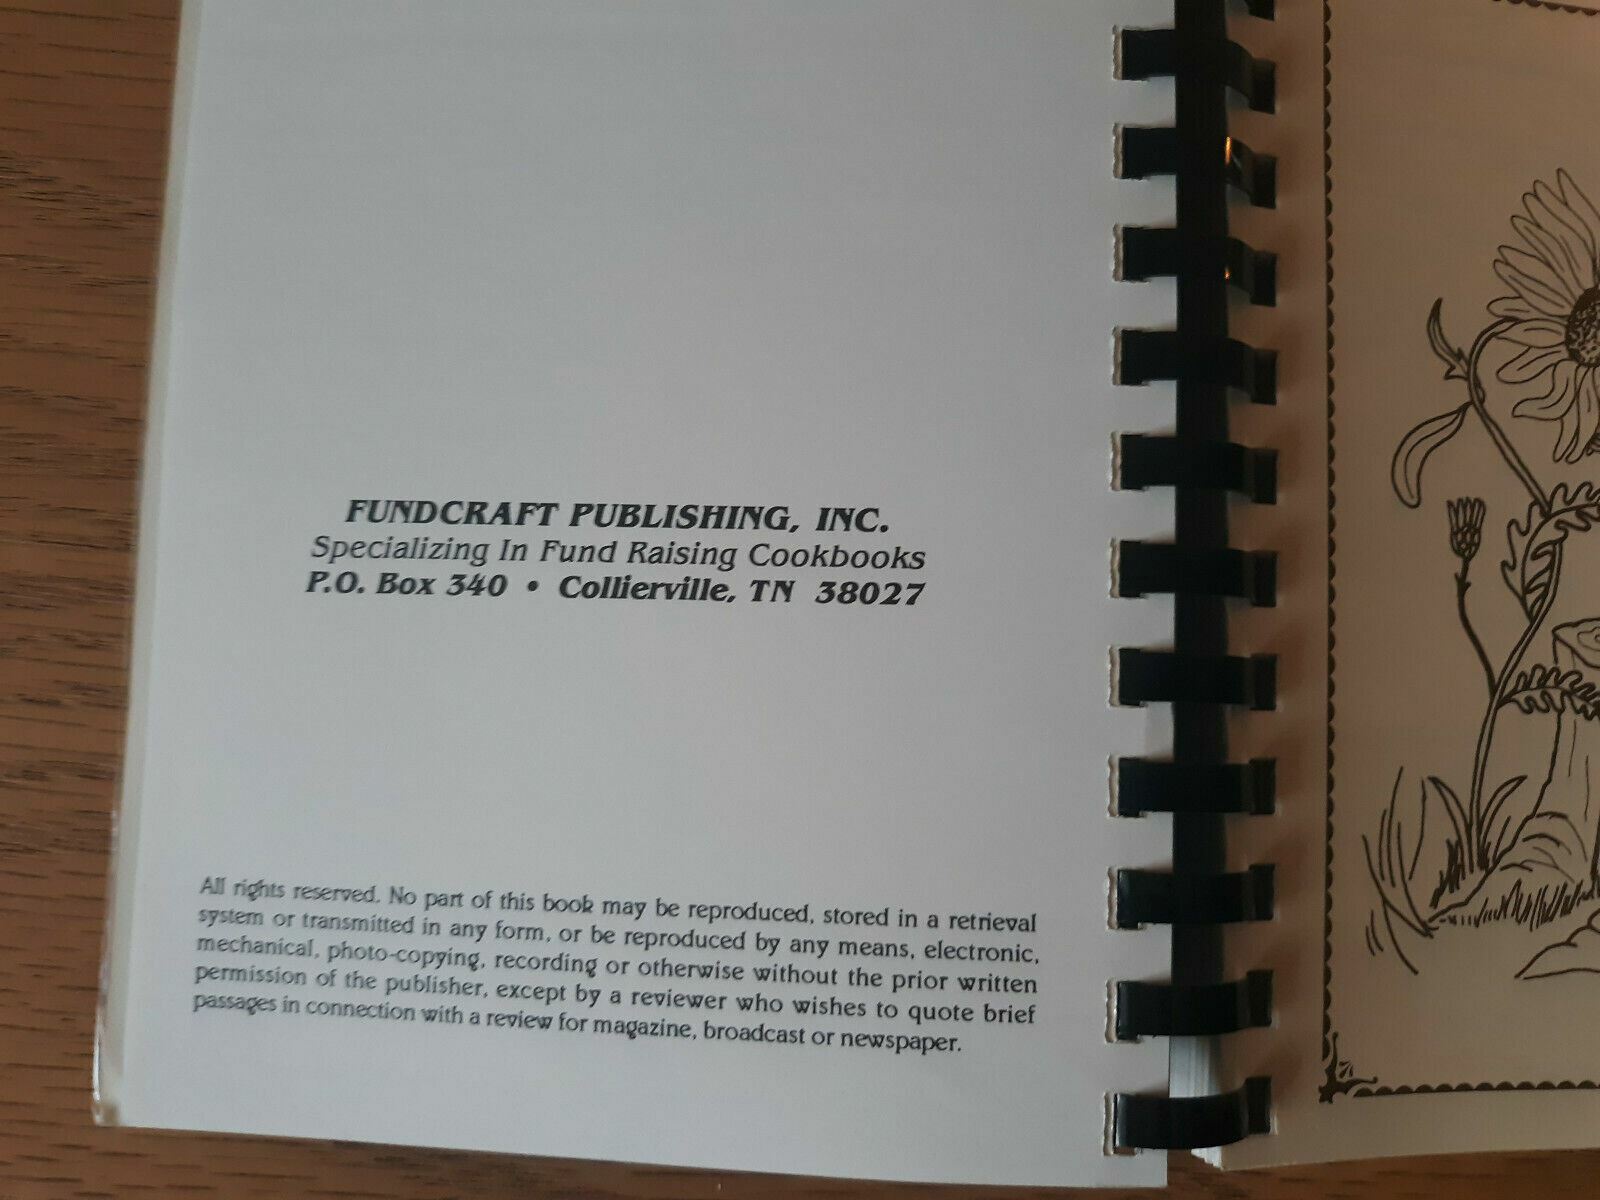 FUNDCRAFT PUBLISHING, INC.
Specializing In Fund Raising Cookbooks
P.O. Box 340 • Collierville, TN 38027
All rights reserved. No part of this book may be reproduced, stored in a retrieval
system or transmitted in any form, or be reproduced by any means, electronic,
mechanical, photo-copying, recording or otherwise without the prior written
permission of the publisher, except by a reviewer who wishes to quote brief
passages in connection with a review for magazine, broadcast or newspaper.